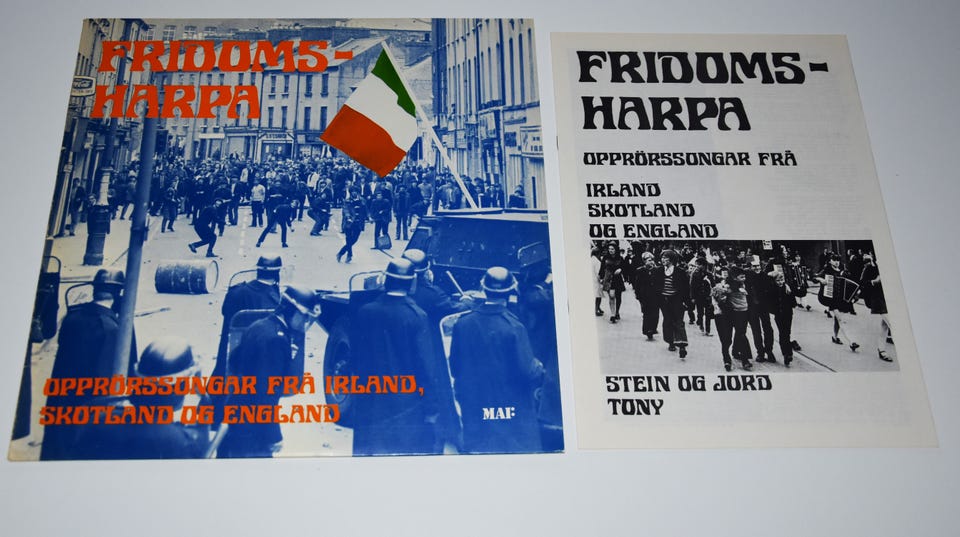 FRIDOMS-
HARPA
OPPRÖRSSONGAR FRÅ IRLAND,
SKOTLAND OG ENGLAND
MAI:
FRIDOMS-
HARPA
OPPRÖRSSONGAR FRÅ
IRLAND
SKOTLAND
OG ENGLAND
STEIN OG JORD
TONY